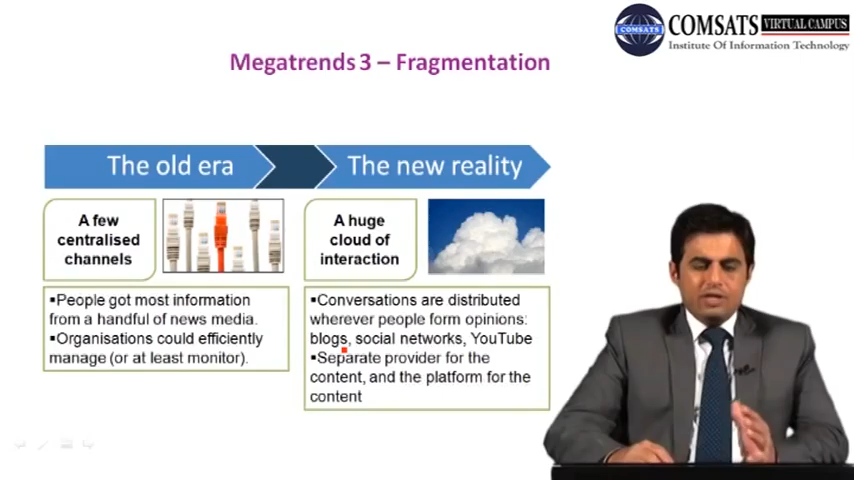 COMSATS
COMSATS VIRTUAL CAMPUS
Institute Of Information Technology
Megatrends 3 – Fragmentation
The old era
The new reality
A few
centralised
channels
A huge
cloud of
interaction
▪People got most information
from a handful of news media.
▪Organisations could efficiently
manage (or at least monitor).
▪Conversations are distributed
wherever people form opinions:
blogs, social networks, YouTube
▪Separate provider for the
content, and the platform for the
content